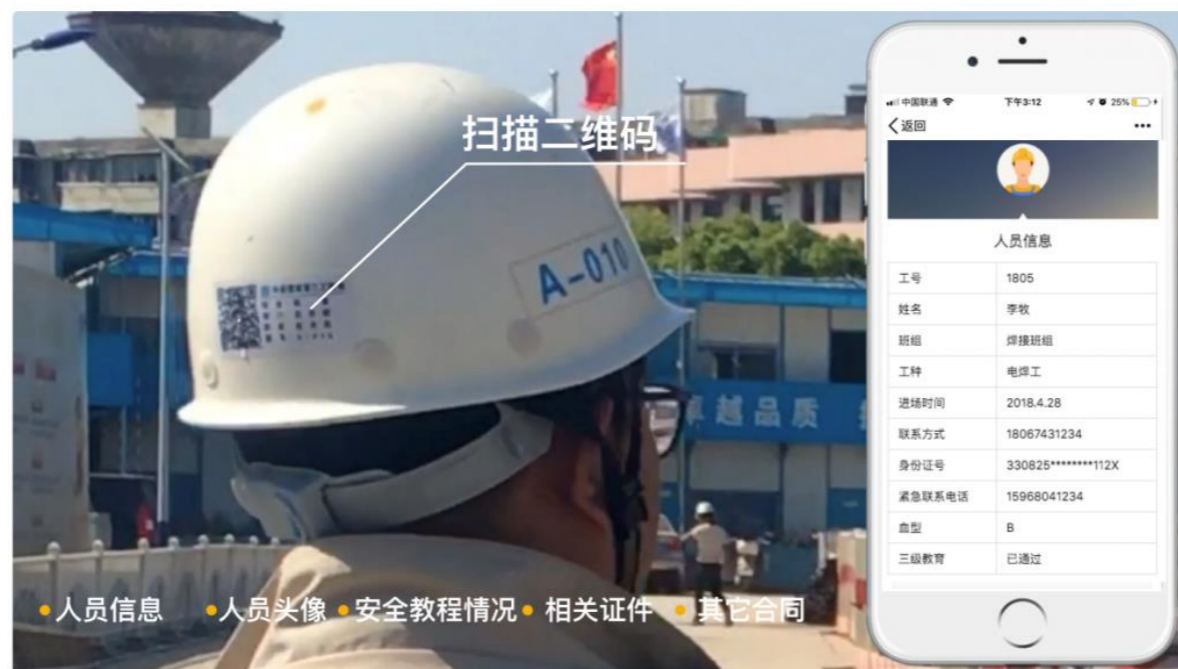 扫描二维码
A-010
卓越品质
人员信息
人员头像
安全教程情况
相关证件
其它合同
中国联通
下午3:12
25%
返回
人员信息
工号 1805
姓名 李牧
班组 焊接班组
工种 电焊工
进场时间 2018.4.28
联系方式 18067431234
身份证号 330825********112X
紧急联系电话 15968041234
血型 B
三级教育 已通过